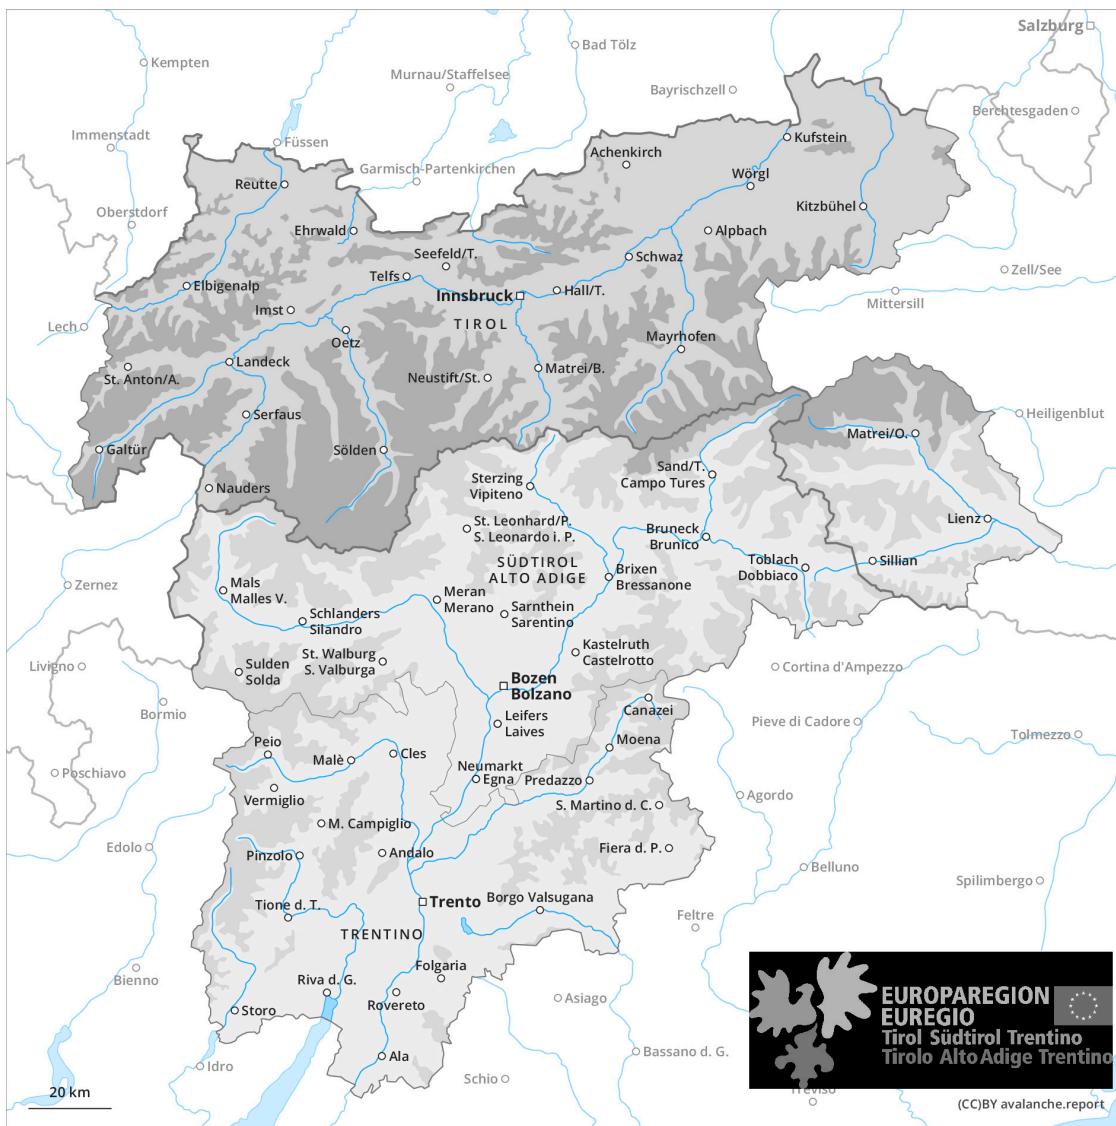 Salzburg
Bad Tölz
Kempten
Murnau/Staffelsee
Bayrischzell
Berchtesgaden
Immenstadt
Füssen
Kufstein
Achenkirch
Garmisch-Partenkirchen
Wörgl
Reutte
Kitzbühel
Oberstdorf
Ehrwald
Alpbach
Seefeld/T.
Schwaz
Telfs
Zell/See
Elbigenalp
Hall/T.
Innsbruck
Mittersill
Imst
TIROL
Lech
Oetz
Mayrhofen
Landeck
Matrei/B.
St. Anton/A.
Neustift/St.
Serfaus
Heiligenblut
Matrei/O.
Galtür
Sölden
Sand/T.
Campo Tures
Sterzing
Vipiteno
Nauders
Lienz
St. Leonhard/P.
S. Leonardo i. P.
Bruneck
Brunico
SÜDTIROL
ALTO ADIGE
Toblach
Dobbiaco
Sillian
Brixen
Bressanone
Zernez
Mals
Malles V.
Meran
Merano
Schlanders
Silandro
Sarnthein
Sarentino
Kastelruth
Castelrotto
St. Walburg
S. Valburga
Livigno
Sulden
Solda
Cortina d'Ampezzo
Bozen
Bolzano
Bormio
Canazei
Leifers
Laives
Pieve di Cadore
Tolmezzo
Peio
Moena
Malè
Cles
Neumarkt
Egna
Predazzo
Poschiavo
Vermiglio
Agordo
S. Martino d. C.
M. Campiglio
Edolo
Pinzolo
Andalo
Fiera d. P.
Belluno
Spilimbergo
Borgo Valsugana
Trento
Tione d. T.
Feltre
TRENTINO
Folgaria
Bienno
Riva d. G.
Rovereto
Asiago
Storo
EUROPAREGION
EUREGIO
Tirol Südtirol Trentino
Tirolo Alto Adige Trentino
Ala
Bassano d. G.
Idro
Schio
Treviso
20 km
(CC)BY avalanche.report